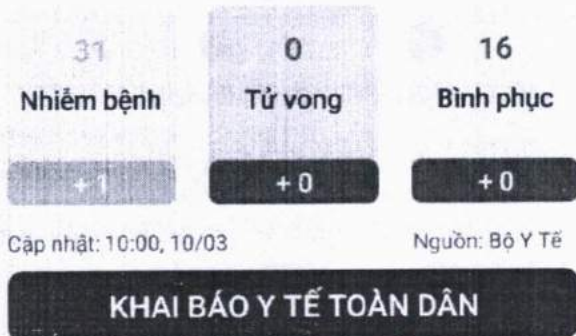 31 0 16
Nhiễm bệnh Tử vong Bình phục
+ 1 + 0 + 0
Cập nhật: 10:00, 10/03 Nguồn: Bộ Y Tế
KHAI BÁO Y TẾ TOÀN DÂN